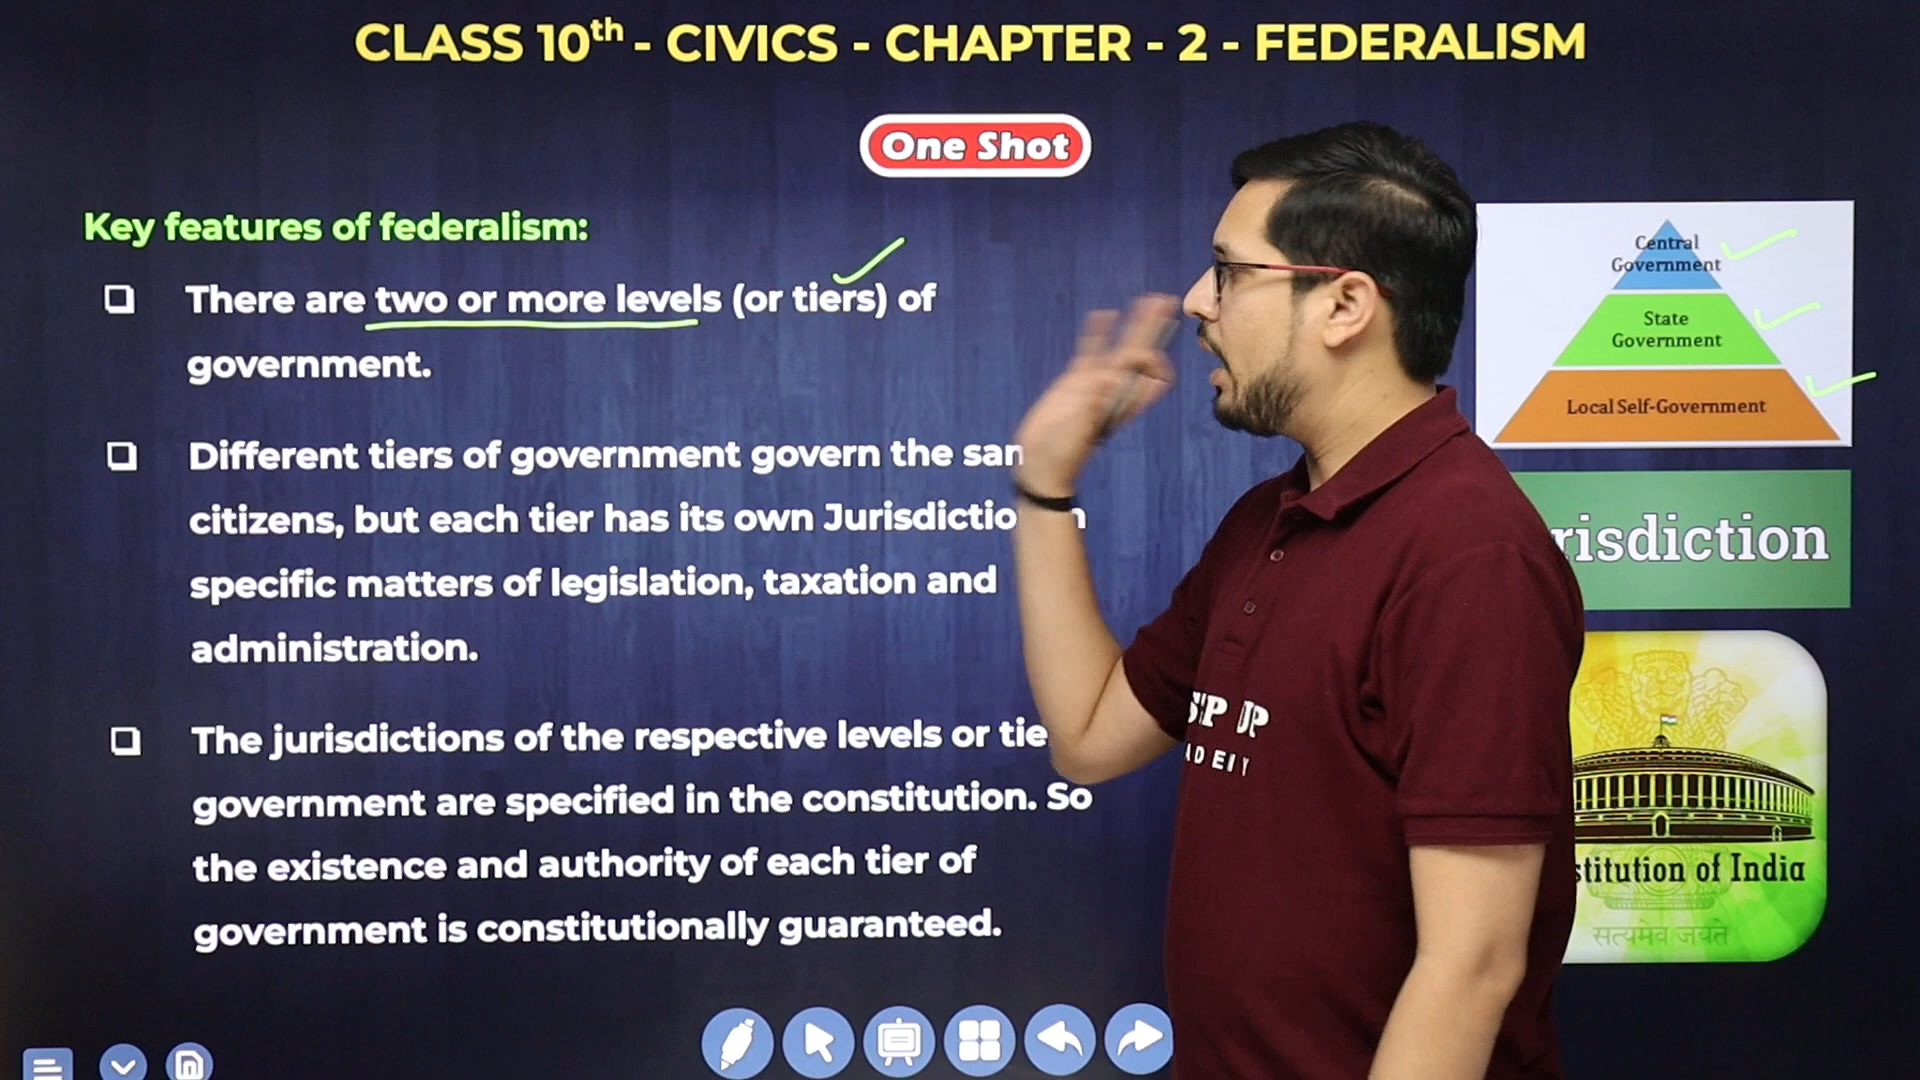 CLASS 10th - CIVICS - CHAPTER - 2 - FEDERALISM
One Shot
Key features of federalism:
There are two or more levels (or tiers) of
government.
Different tiers of government govern the
citizens, but each tier has its own
specific matters of legislation, taxation and
administration.
The jurisdictions of the respective levels or
government are specified in the constitution. So
the existence and authority of each tier of
government is constitutionally guaranteed.
Central
Government
State
Government
Local Self-Government
risdiction
stitution of India
सत्यमेव जयते
UP